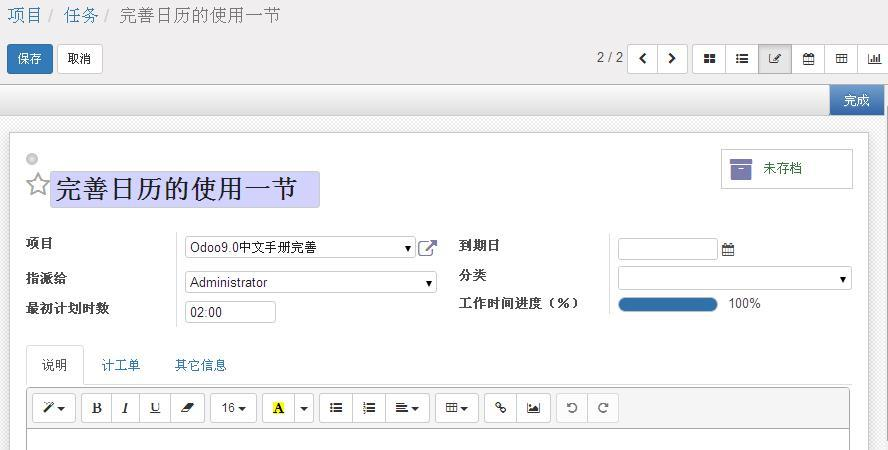 项目 / 任务 / 完善日历的使用一节
保存 取消 2 / 2
完成
未存档
完善日历的使用一节
项目 Odoo9.0中文手册完善 到期日
指派给 Administrator 分类
最初计划时数 02:00 工作时间进度（%） 100%
说明 计工单 其它信息
B I U 16 A